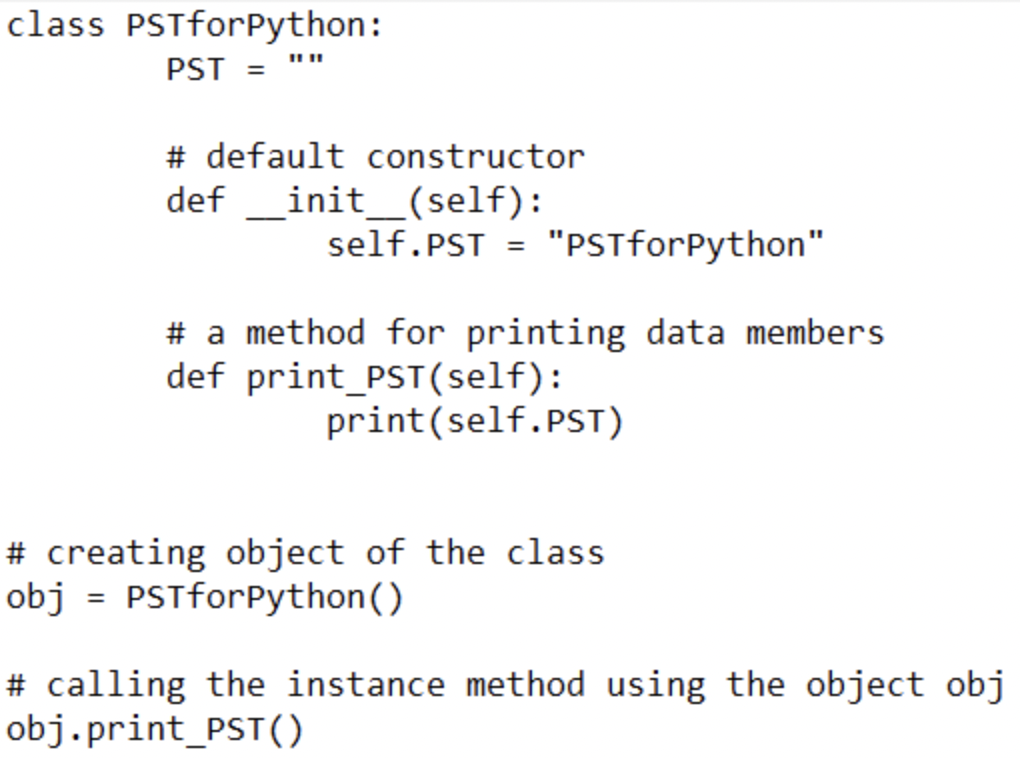 class PSTforPython:
        PST = ""

        # default constructor
        def __init__(self):
                self.PST = "PSTforPython"

        # a method for printing data members
        def print_PST(self):
                print(self.PST)


# creating object of the class
obj = PSTforPython()

# calling the instance method using the object obj
obj.print_PST()